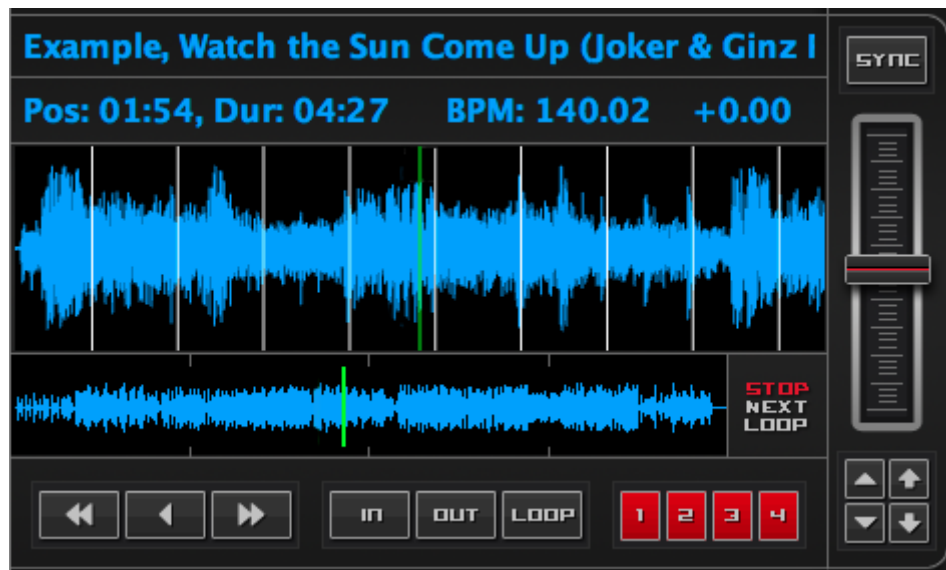 Example, Watch the Sun Come Up (Joker & Ginz
SYNC
Pos: 01:54, Dur: 04:27 BPM: 140.02 +0.00
STOP
NEXT
LOOP
IN OUT LOOP 1 2 3 4